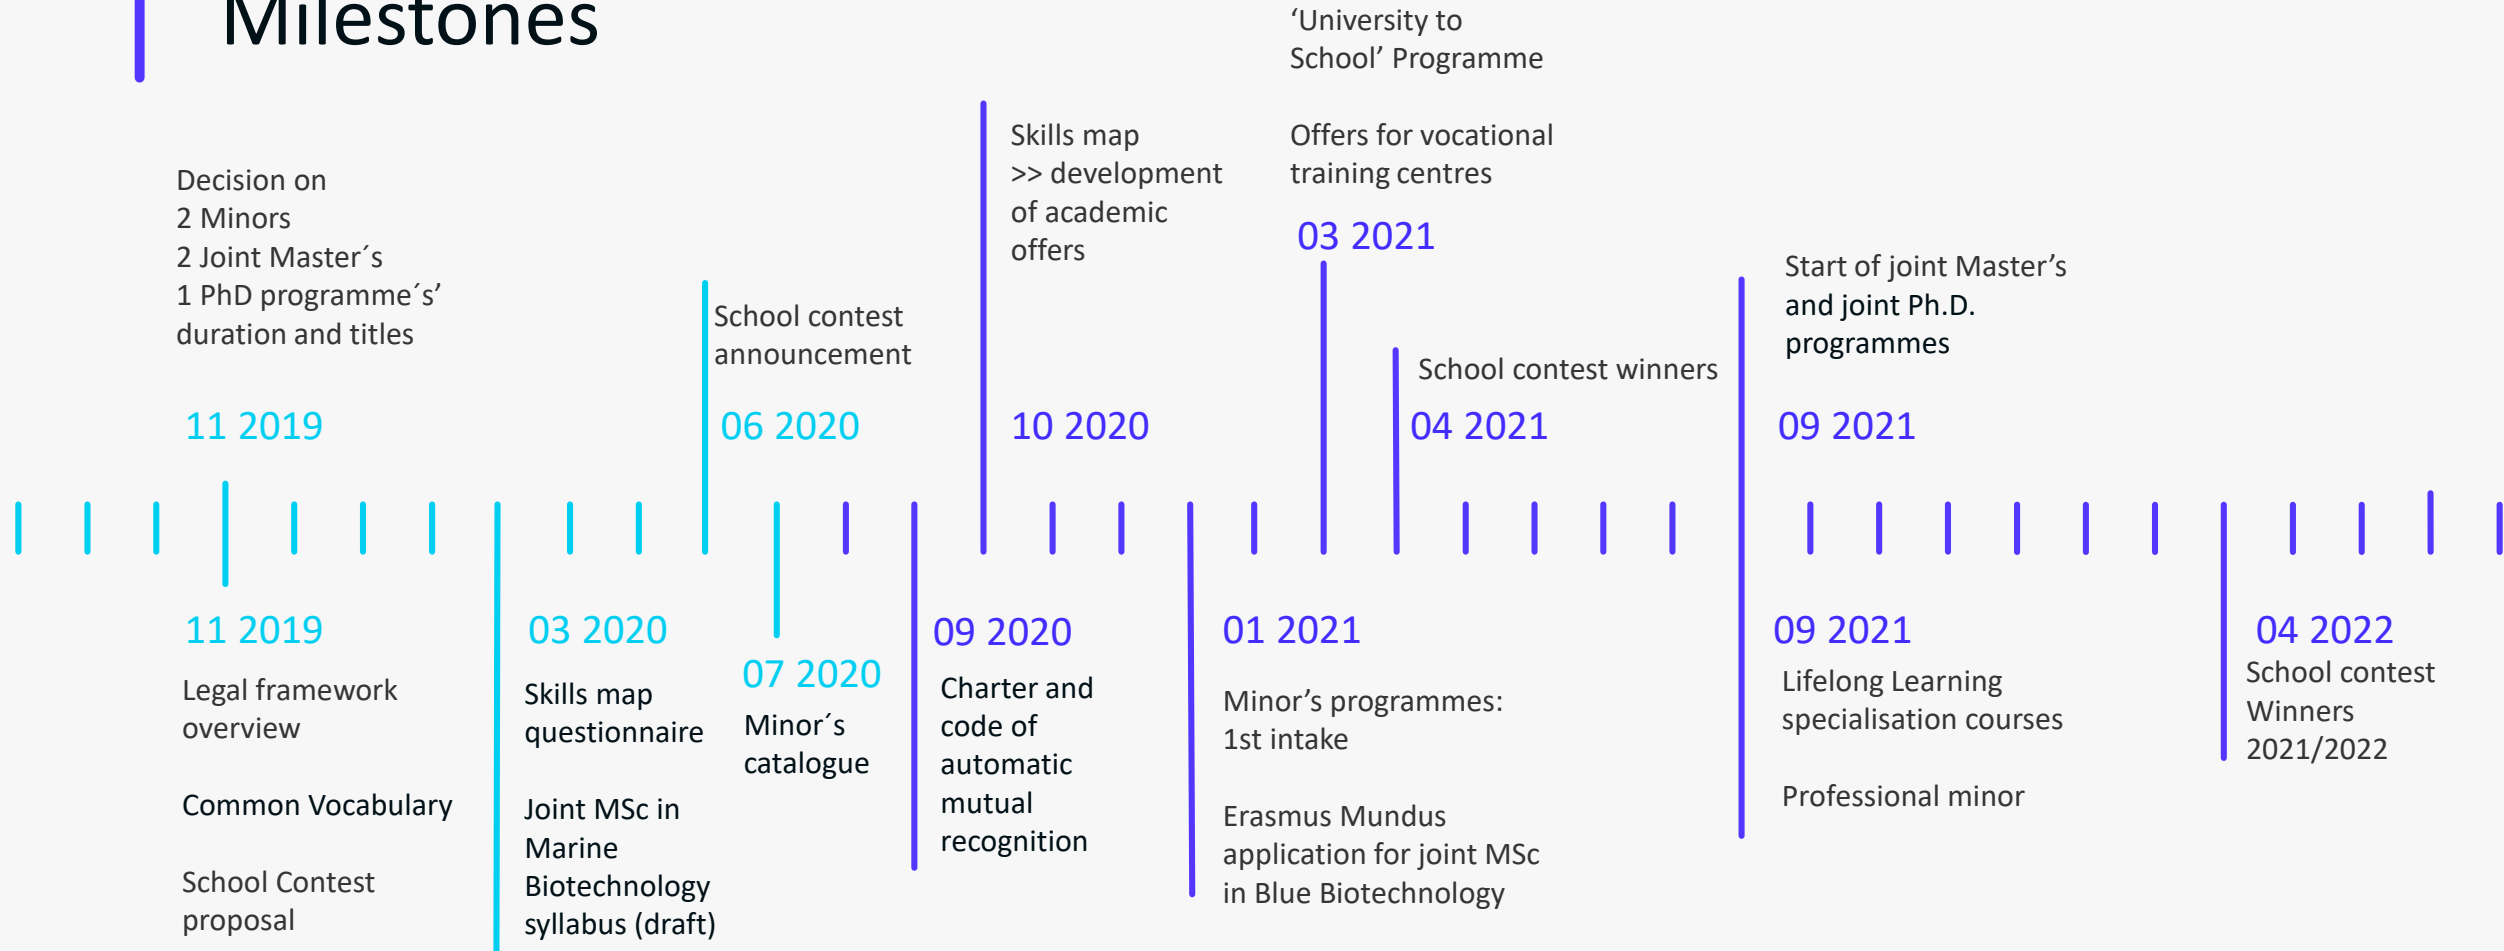 Milestones
‘University to
School’ Programme
Offers for vocational
training centres
03 2021
Decision on
2 Minors
2 Joint Master´s
1 PhD programme´s’
duration and titles
11 2019
School contest
announcement
06 2020
Skills map
>> development
of academic
offers
10 2020
School contest winners
04 2021
Start of joint Master’s
and joint Ph.D.
programmes
09 2021
11 2019
Legal framework
overview
Common Vocabulary
School Contest
proposal
03 2020
Skills map
questionnaire
Joint MSc in
Marine
Biotechnology
syllabus (draft)
07 2020
Minor´s
catalogue
09 2020
Charter and
code of
automatic
mutual
recognition
01 2021
Minor’s programmes:
1st intake
Erasmus Mundus
application for joint MSc
in Blue Biotechnology
09 2021
Lifelong Learning
specialisation courses
Professional minor
04 2022
School contest
Winners
2021/2022